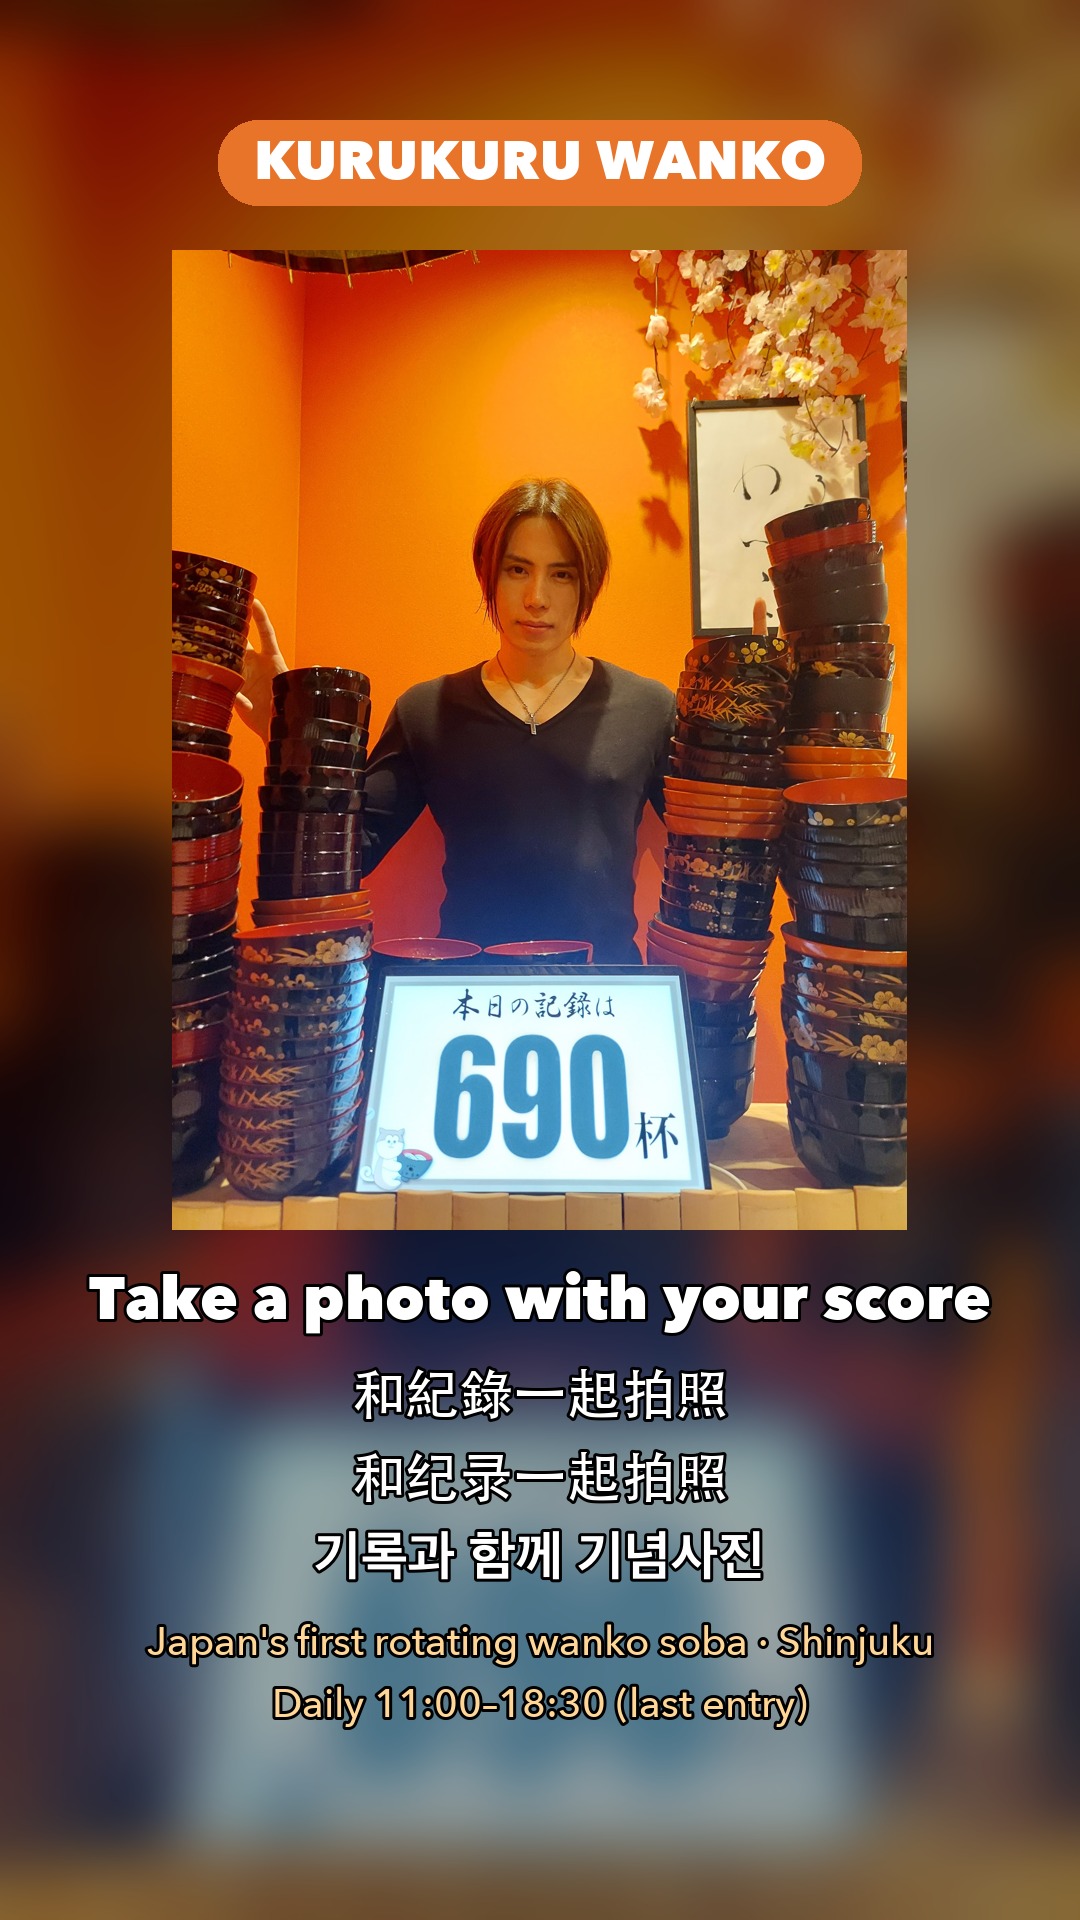 KURUKURU WANKO
本日の記録は
690杯
Take a photo with your score
和紀錄一起拍照
和纪录一起拍照
기록과 함께 기념사진
Japan's first rotating wanko soba · Shinjuku
Daily 11:00–18:30 (last entry)